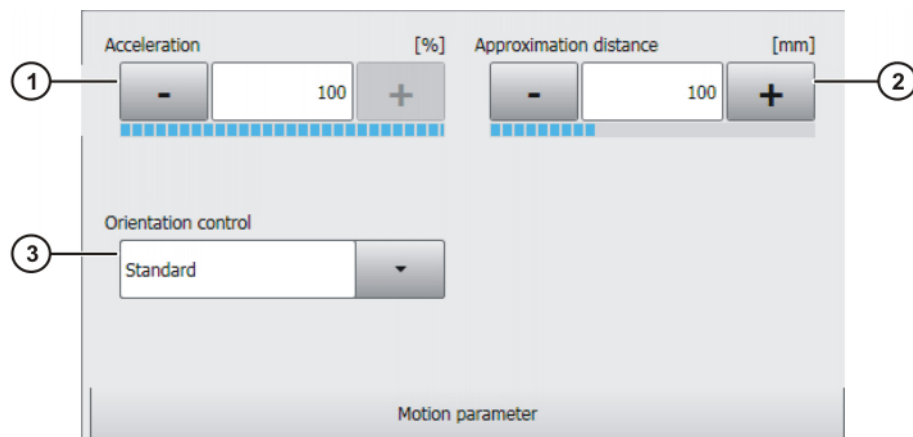 Acceleration [%] Approximation distance [mm]
1 - 100 + - 100 + 2
Orientation control
3 Standard
Motion parameter